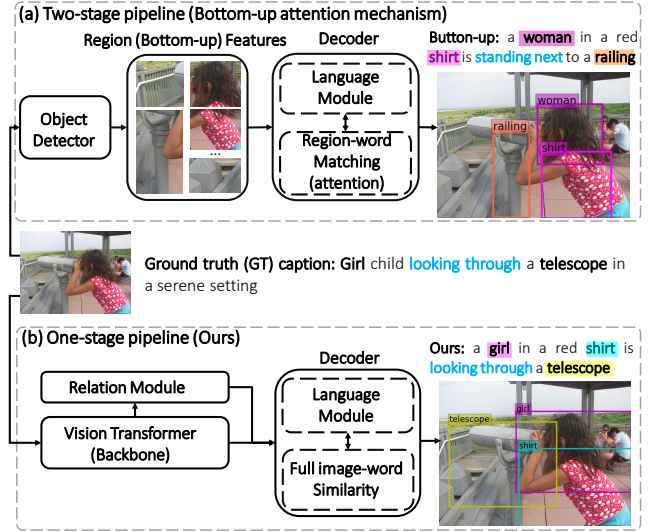 (a) Two-stage pipeline (Bottom-up attention mechanism)
Region (Bottom-up) Features
Decoder
Button-up: a woman in a red
shirt is standing next to a railing
Object
Detector
...
Language
Module
Region-word
Matching
(attention)
woman
railing
shirt
Ground truth (GT) caption: Girl child looking through a telescope in
a serene setting
(b) One-stage pipeline (Ours)
Decoder
Ours: a girl in a red shirt is
looking through a telescope
Relation Module
Vision Transformer
(Backbone)
Language
Module
Full image-word
Similarity
girl
telescope
shirt